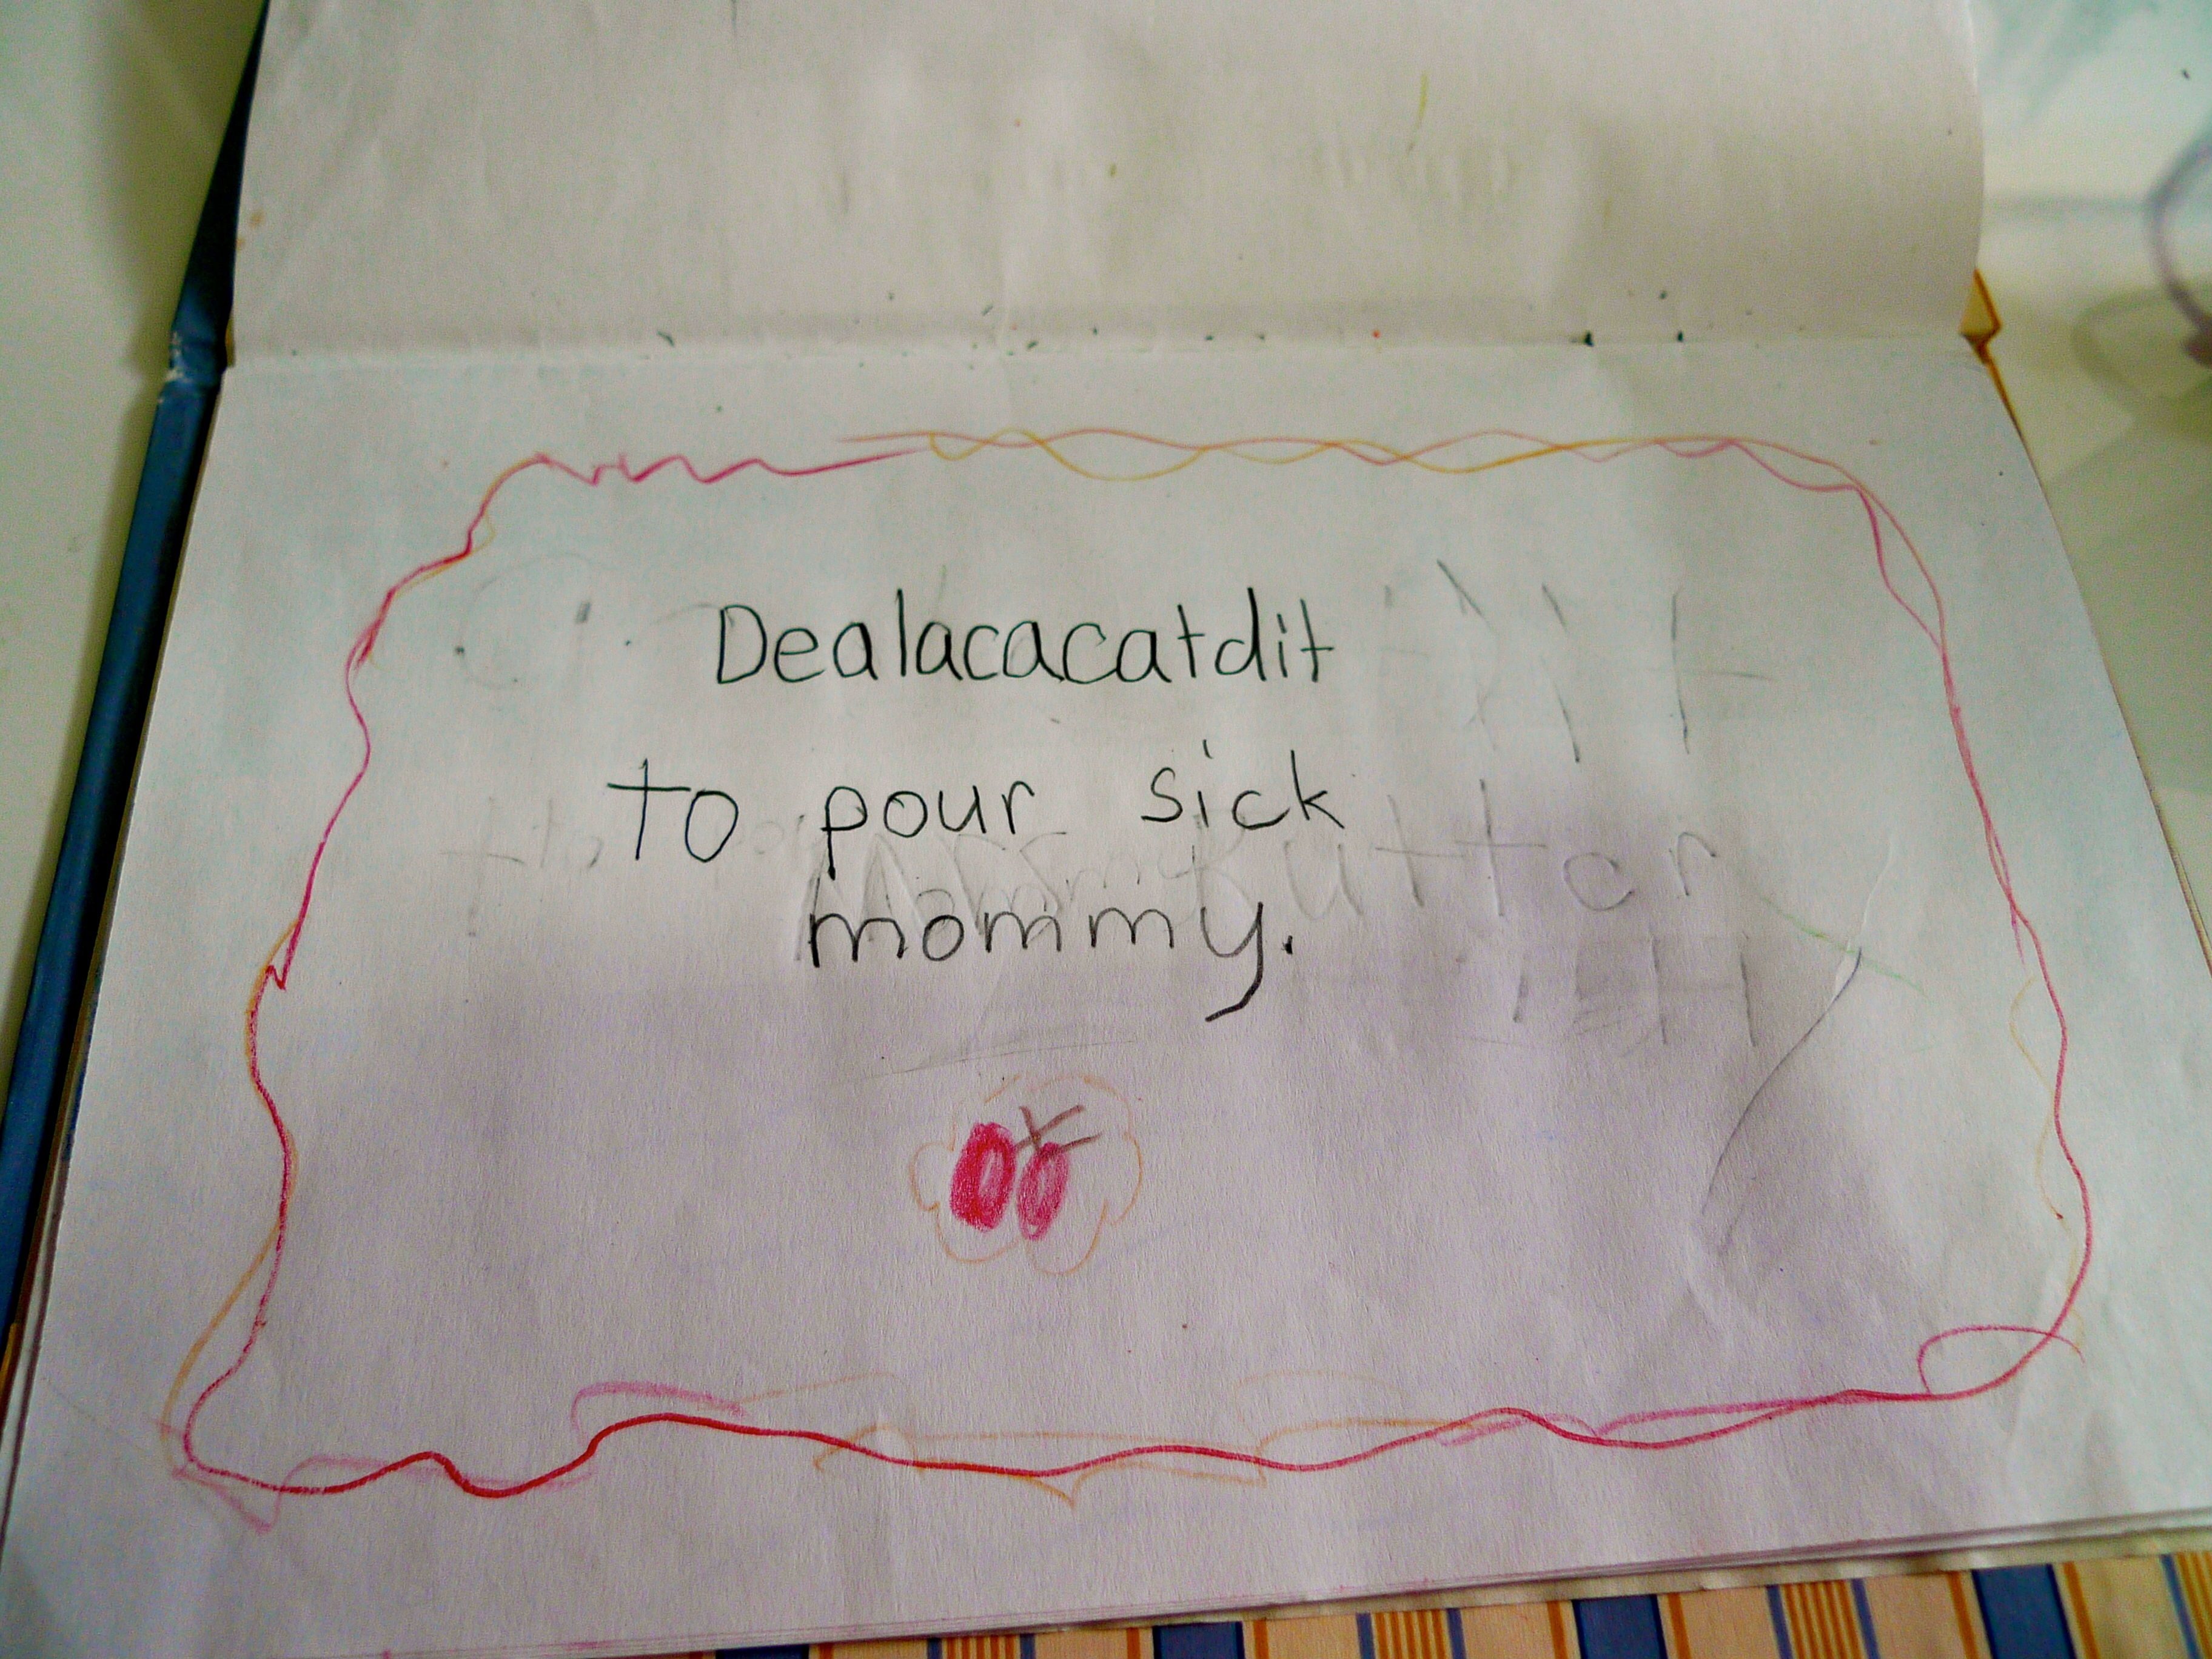 Dealacacatdit
to pour sick
mommy.